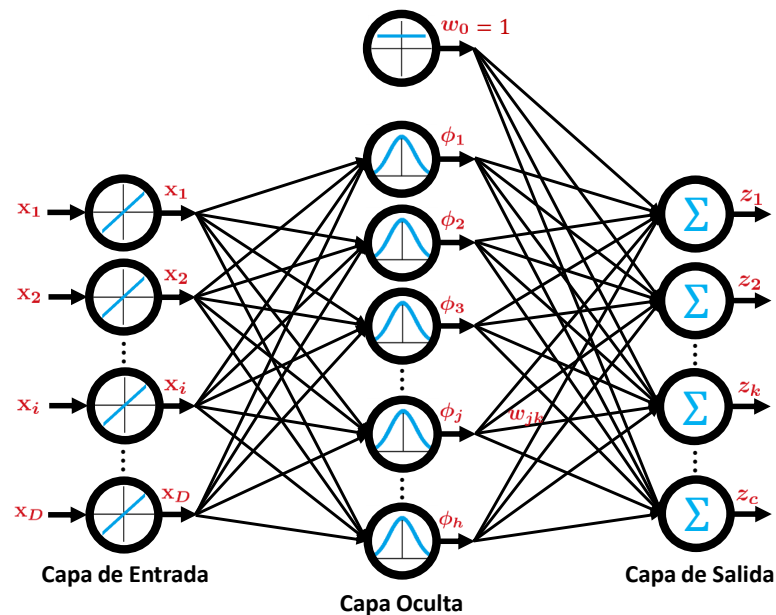 w₀ = 1
ϕ₁
x₁
x₁
z₁
Σ
ϕ₂
x₂
x₂
z₂
Σ
ϕ₃
xᵢ
xᵢ
ϕⱼ
wⱼₖ
zₖ
Σ
x_D
x_D
ϕₕ
z_c
Σ
Capa de Entrada
Capa Oculta
Capa de Salida